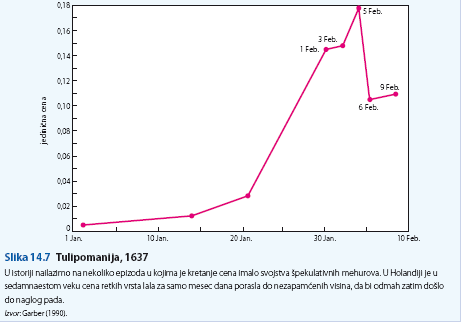 0,18
0,16
0,14
0,12
0,10
0,08
0,06
0,04
0,02
0
jedinična cena
1 Feb.
3 Feb.
5 Feb.
6 Feb.
9 Feb.
1 Jan.
10 Jan.
20 Jan.
30 Jan.
10 Feb.
Slika 14.7 Tulipomanija, 1637
U istoriji nailazimo na nekoliko epizoda u kojima je kretanje cena imalo svojstva špekulativnih mehurova. U Holandiji je u
sedamnaestom veku cena retkih vrsta lala za samo mesec dana porasla do nezapamćenih visina, da bi odmah zatim došlo
do naglog pada.
Izvor: Garber (1990).